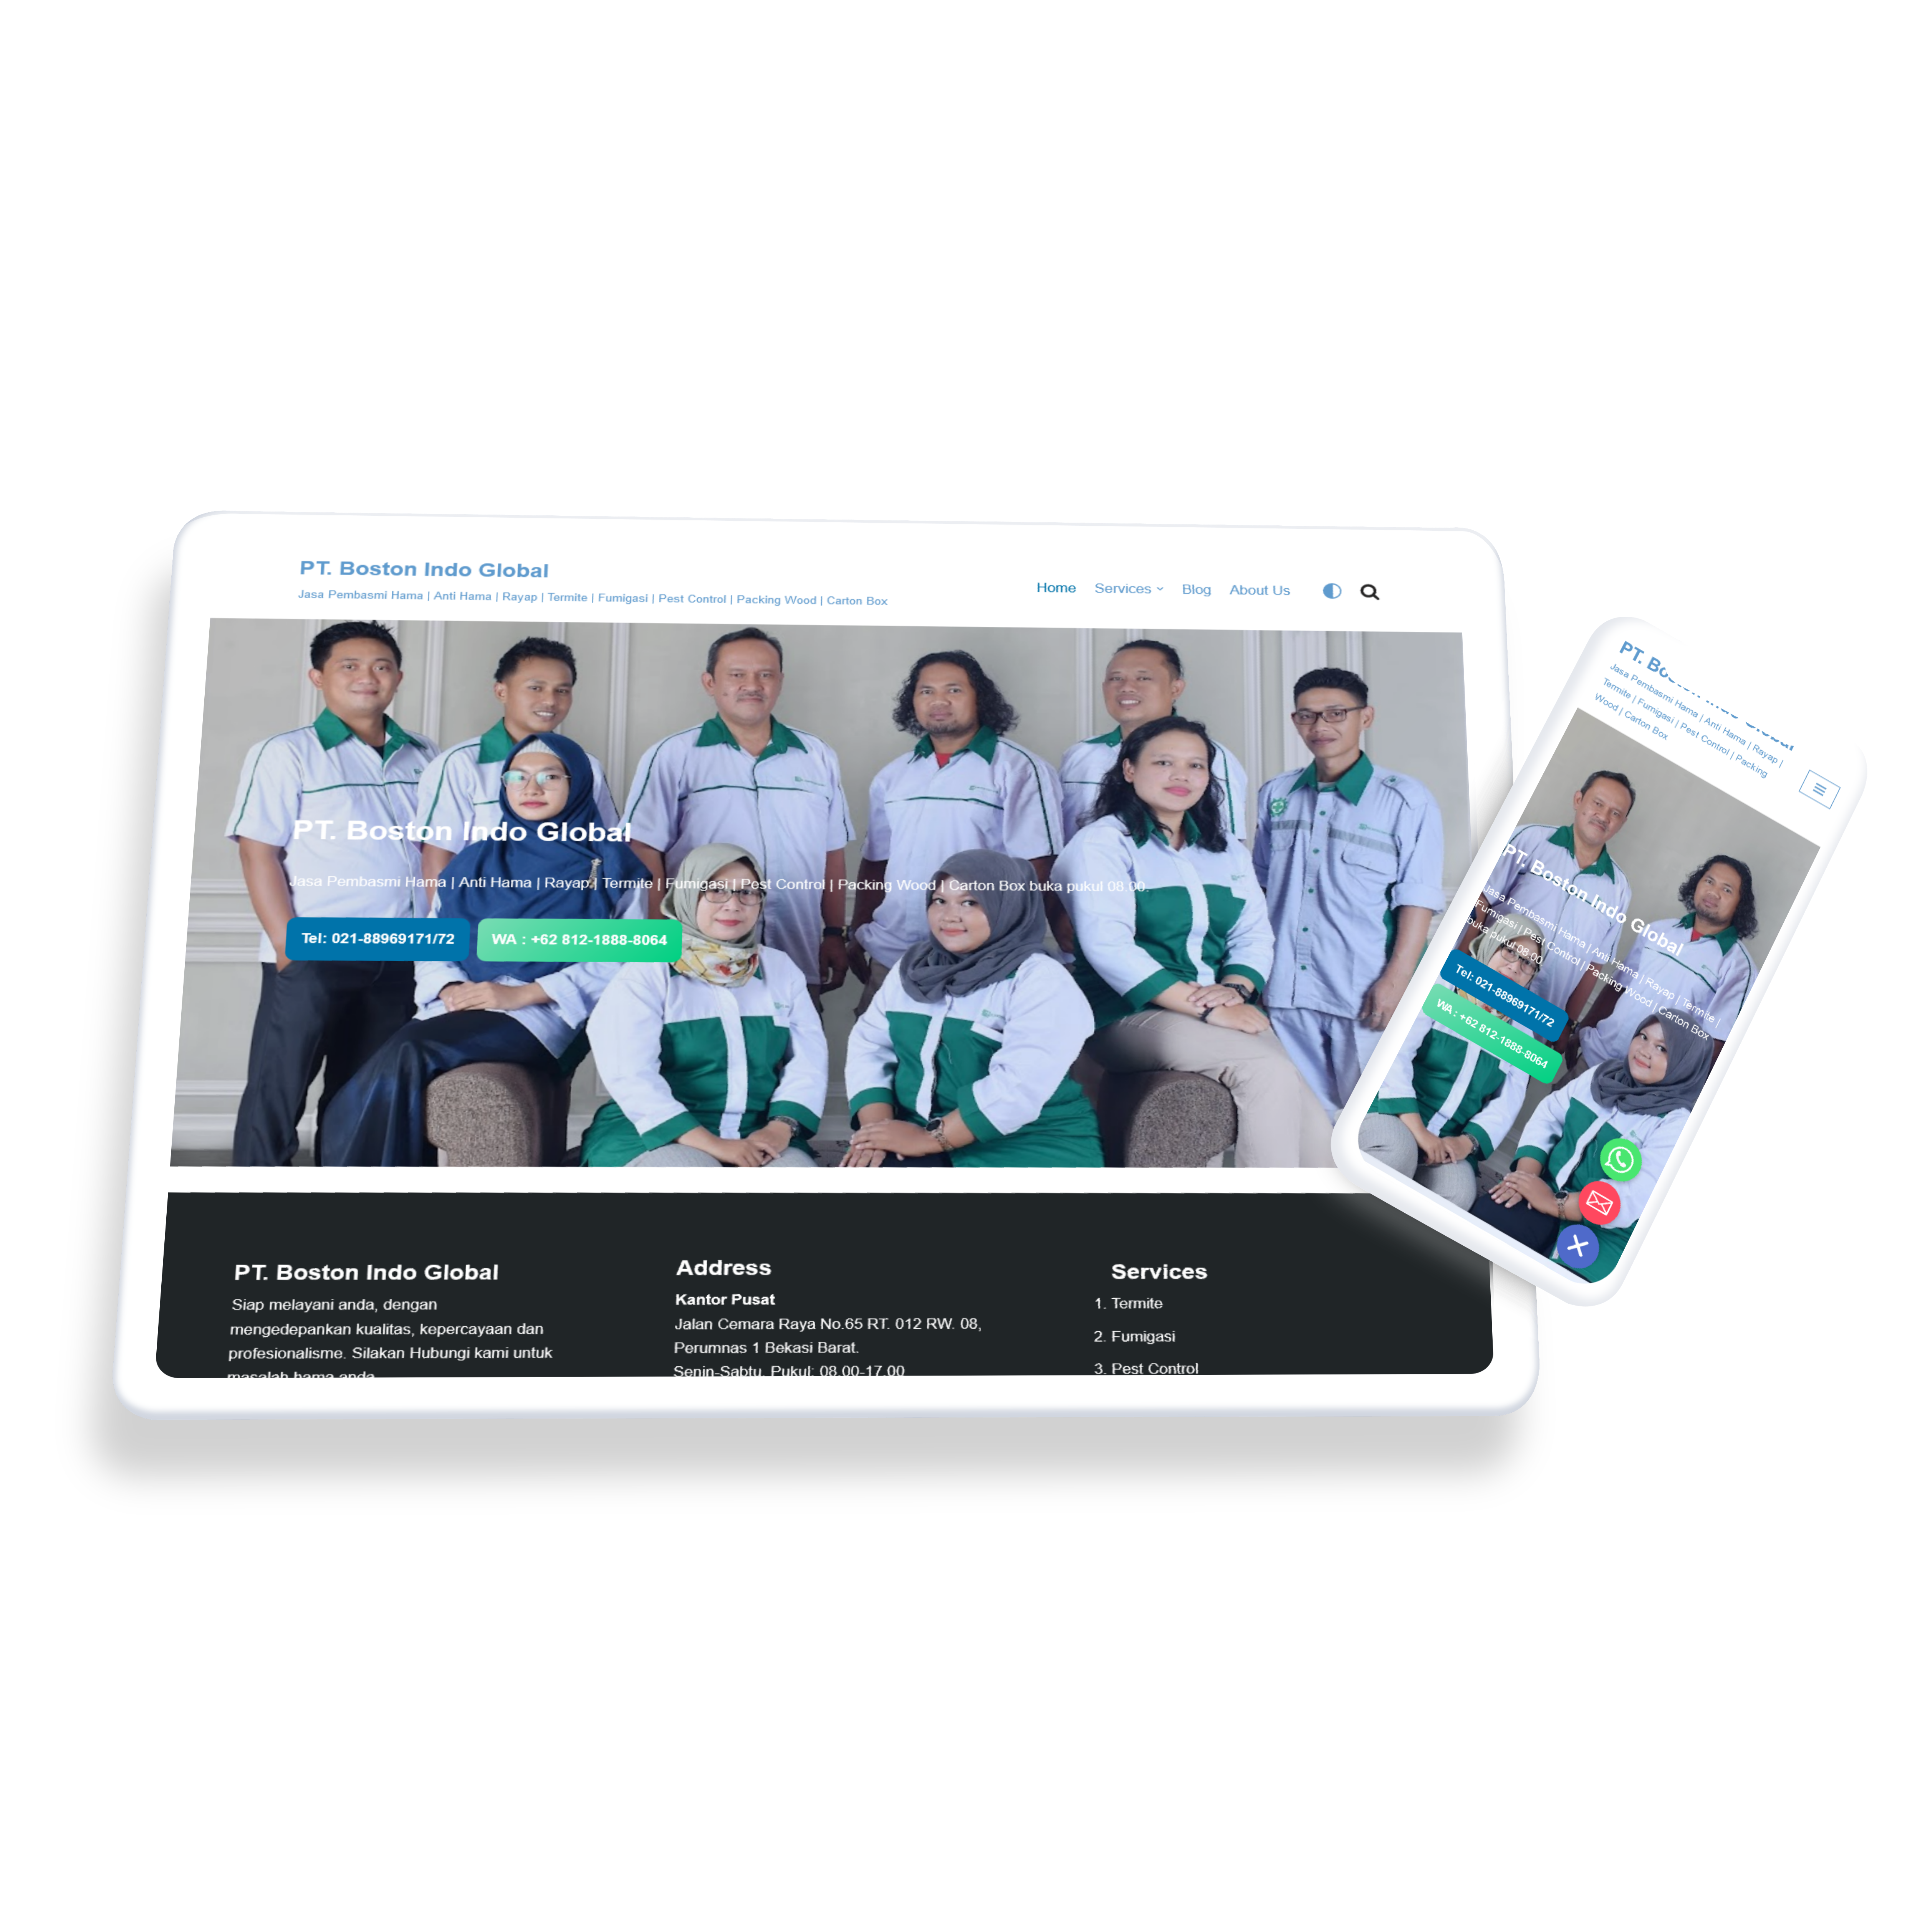 PT. Boston Indo Global
Jasa Pembasmi Hama | Anti Hama | Rayap | Termite | Fumigasi | Pest Control | Packing Wood | Carton Box
Home Services Blog About Us
PT. Boston Indo Global
Jasa Pembasmi Hama | Anti Hama | Rayap | Termite | Fumigasi | Pest Control | Packing Wood | Carton Box buka pukul 08.00.
Tel: 021-88969171/72 WA : +62 812-1888-8064
PT. Boston Indo Global
Siap melayani anda, dengan
mengedepankan kualitas, kepercayaan dan
profesionalisme. Silakan Hubungi kami untuk
masalah hama anda
Address
Kantor Pusat
Jalan Cemara Raya No.65 RT. 012 RW. 08,
Perumnas 1 Bekasi Barat.
Senin-Sabtu. Pukul: 08.00-17.00
Services
1. Termite
2. Fumigasi
3. Pest Control
PT. Boston Indo Global
Jasa Pembasmi Hama | Anti Hama | Rayap |
Termite | Fumigasi | Pest Control | Packing
Wood | Carton Box
PT. Boston Indo Global
Jasa Pembasmi Hama | Anti Hama | Rayap | Termite |
Fumigasi | Pest Control | Packing Wood | Carton Box
buka pukul 08.00
Tel: 021-88969171/72
WA : +62 812-1888-8064